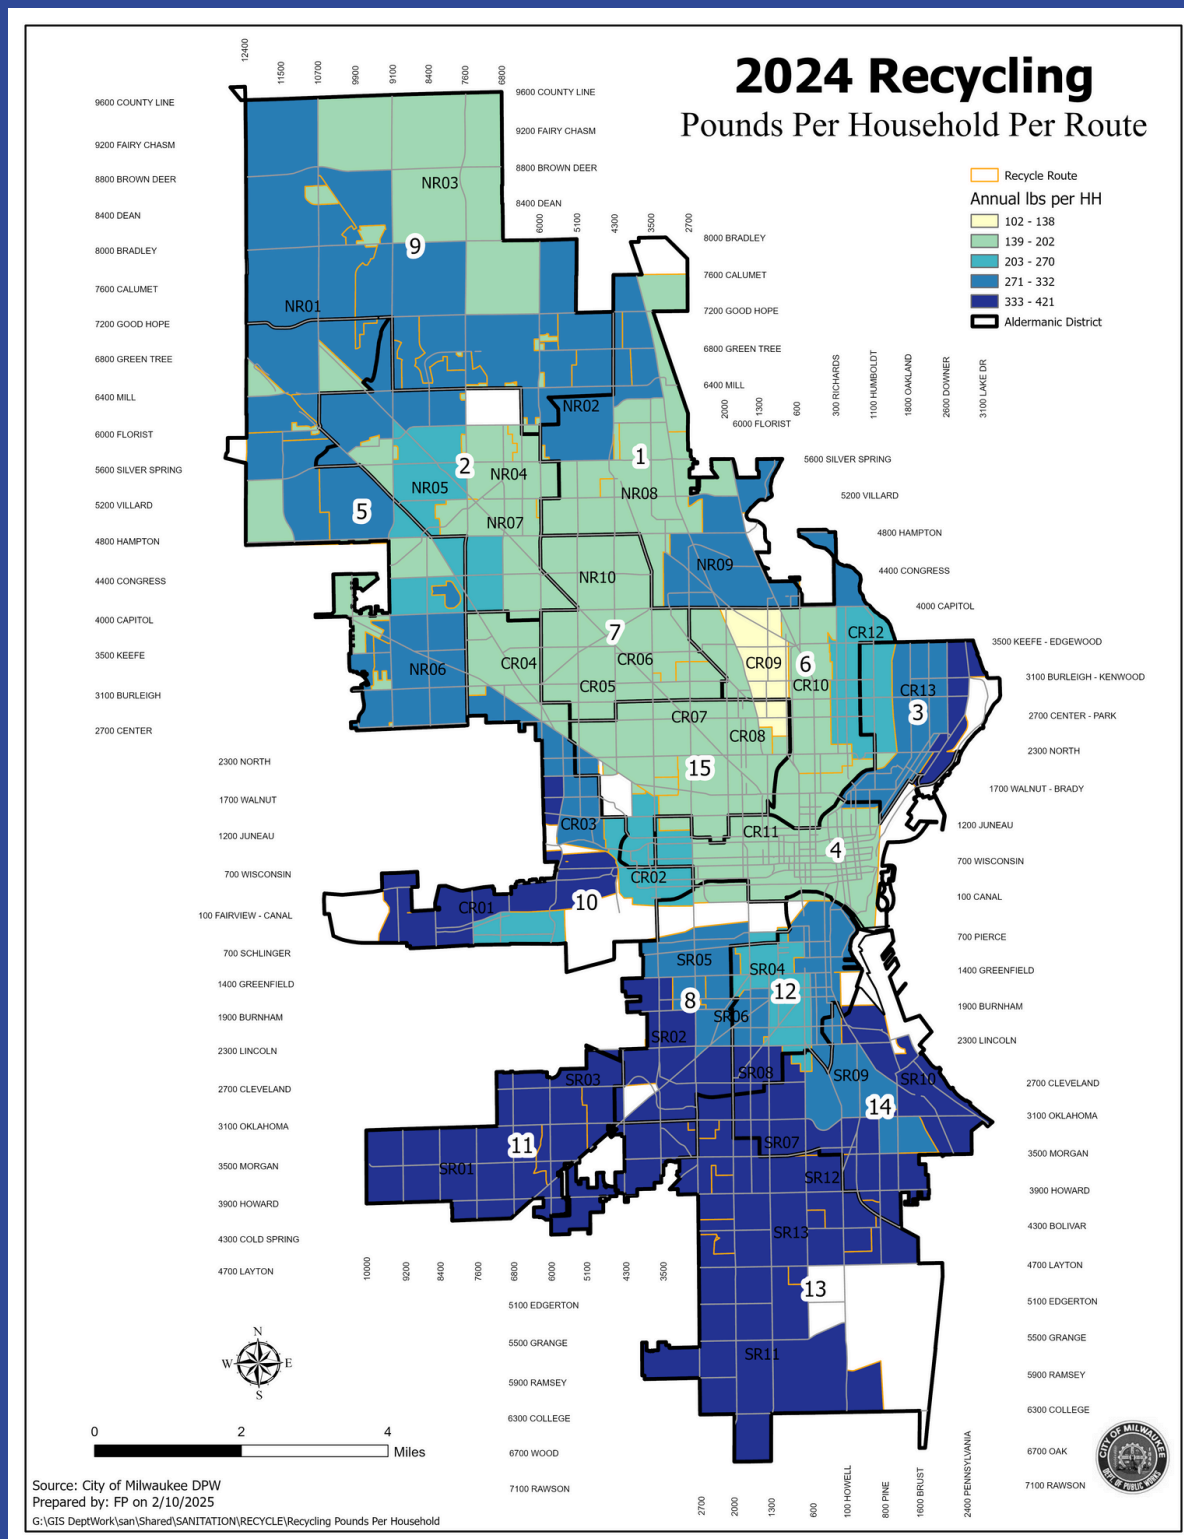 2024 Recycling
Pounds Per Household Per Route
Recycle Route
Annual lbs per HH
102 - 138
139 - 202
203 - 270
271 - 332
333 - 421
Aldermanic District
12400
11500
10700
9900
9100
8400
7600
6800
9600 COUNTY LINE
9200 FAIRY CHASM
8800 BROWN DEER
8400 DEAN
8000 BRADLEY
7600 CALUMET
7200 GOOD HOPE
6800 GREEN TREE
6400 MILL
6000 FLORIST
5600 SILVER SPRING
5200 VILLARD
4800 HAMPTON
4400 CONGRESS
4000 CAPITOL
3500 KEEFE
3100 BURLEIGH
2700 CENTER
2300 NORTH
1700 WALNUT
1200 JUNEAU
700 WISCONSIN
100 FAIRVIEW - CANAL
700 SCHLINGER
1400 GREENFIELD
1900 BURNHAM
2300 LINCOLN
2700 CLEVELAND
3100 OKLAHOMA
3500 MORGAN
3900 HOWARD
4300 COLD SPRING
4700 LAYTON
9600 COUNTY LINE
9200 FAIRY CHASM
8800 BROWN DEER
8400 DEAN
6000
5100
4300
3500
2700
8000 BRADLEY
7600 CALUMET
7200 GOOD HOPE
6800 GREEN TREE
6400 MILL
2000
1300
600
300 RICHARDS
1100 HUMBOLDT
1800 OAKLAND
2600 DOWNER
3100 LAKE DR
6000 FLORIST
5600 SILVER SPRING
5200 VILLARD
4800 HAMPTON
4400 CONGRESS
4000 CAPITOL
3500 KEEFE - EDGEWOOD
3100 BURLEIGH - KENWOOD
2700 CENTER - PARK
2300 NORTH
1700 WALNUT - BRADY
1200 JUNEAU
700 WISCONSIN
100 CANAL
700 PIERCE
1400 GREENFIELD
1900 BURNHAM
2300 LINCOLN
2700 CLEVELAND
3100 OKLAHOMA
3500 MORGAN
3900 HOWARD
4300 BOLIVAR
4700 LAYTON
5100 EDGERTON
5500 GRANGE
5900 RAMSEY
6300 COLLEGE
6700 OAK
7100 RAWSON
NR03
9
NR01
NR02
1
2
NR04
NR05
NR08
5
NR07
NR09
NR10
7
CR12
CR04
CR06
CR09
6
NR06
CR05
CR10
CR13
3
CR07
CR08
15
CR03
CR11
4
CR02
10
CR01
SR05
SR04
12
8
SR06
SR02
SR03
SR08
SR09
SR10
14
11
SR07
SR01
SR12
SR13
13
SR11
10000
9200
8400
7600
6800
6000
5100
4300
3500
5100 EDGERTON
5500 GRANGE
5900 RAMSEY
6300 COLLEGE
6700 WOOD
7100 RAWSON
2700
2000
1300
600
100 HOWELL
800 PINE
1600 BRUST
2400 PENNSYLVANIA
N
W
E
S
0
2
4
Miles
CITY OF MILWAUKEE
DEPT. OF PUBLIC WORKS
Source: City of Milwaukee DPW
Prepared by: FP on 2/10/2025
G:\GIS DeptWork\san\Shared\SANITATION\RECYCLE\Recycling Pounds Per Household